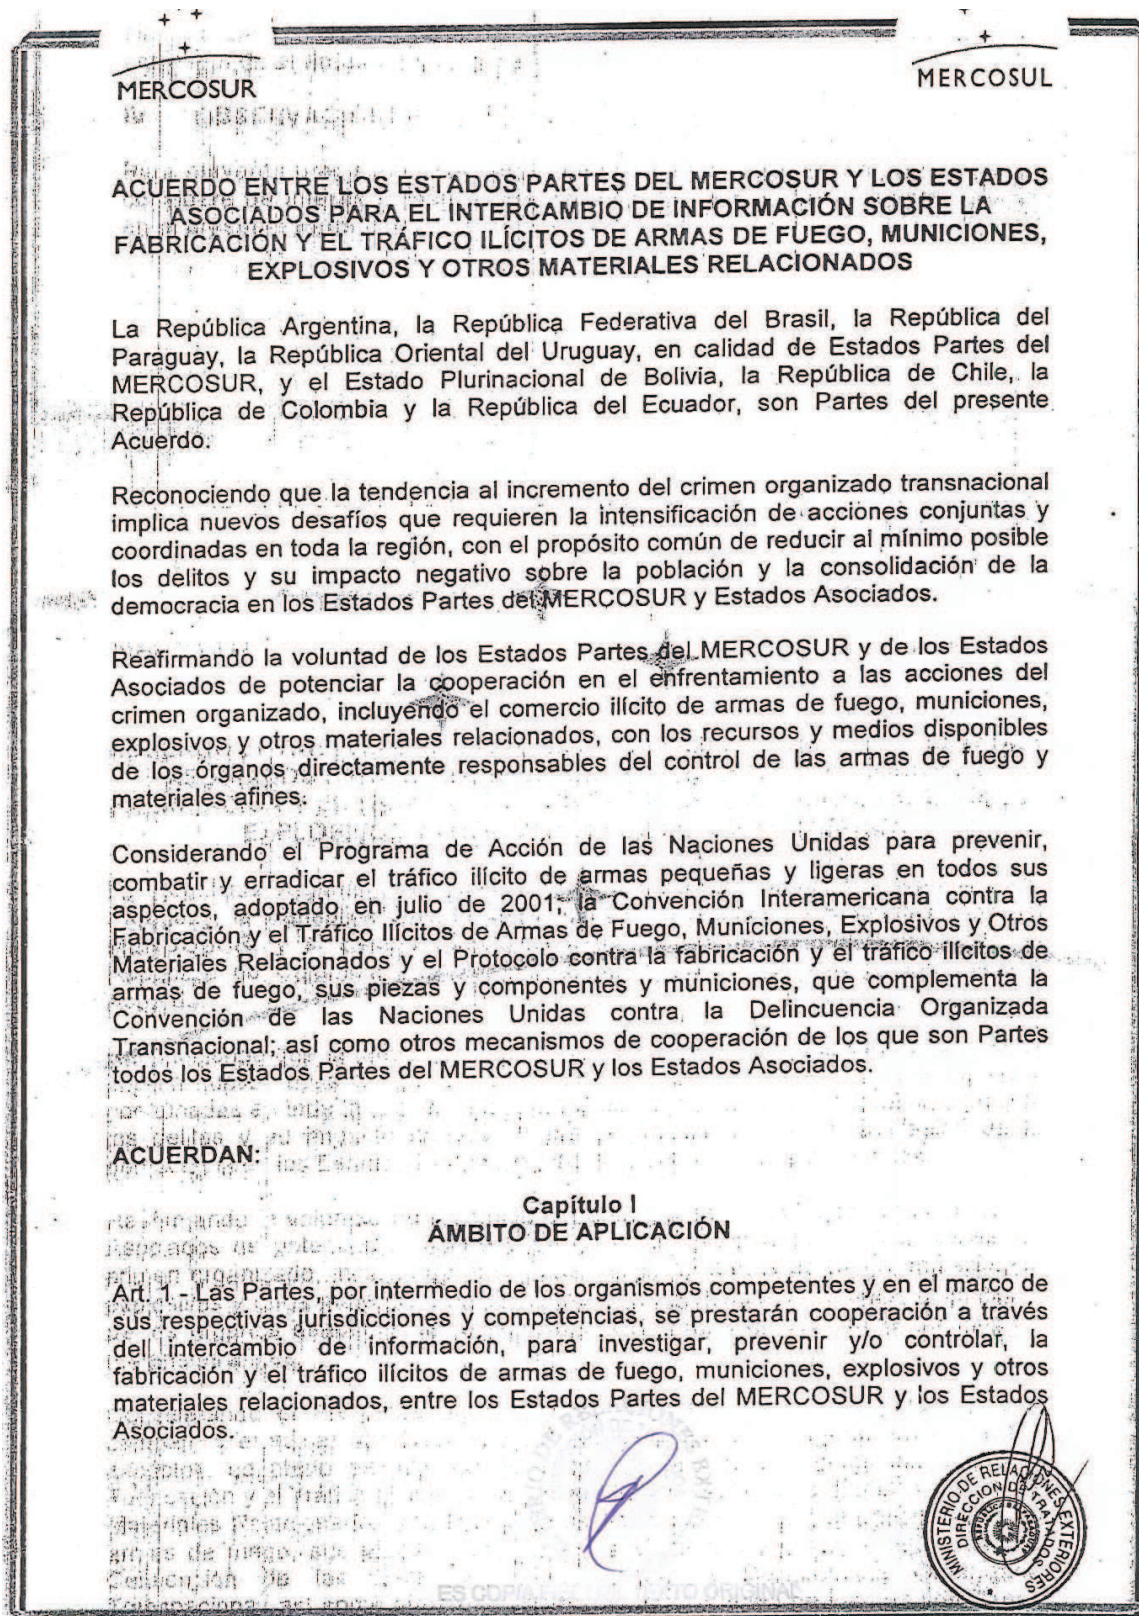 MERCOSUR
MERCOSUL
ACUERDO ENTRE LOS ESTADOS PARTES DEL MERCOSUR Y LOS ESTADOS
ASOCIADOS PARA EL INTERCAMBIO DE INFORMACIÓN SOBRE LA
FABRICACIÓN Y EL TRÁFICO ILÍCITOS DE ARMAS DE FUEGO, MUNICIONES,
EXPLOSIVOS Y OTROS MATERIALES RELACIONADOS
La República Argentina, la República Federativa del Brasil, la República del
Paraguay, la República Oriental del Uruguay, en calidad de Estados Partes del
MERCOSUR, y el Estado Plurinacional de Bolivia, la República de Chile, la
República de Colombia y la República del Ecuador, son Partes del presente
Acuerdo.
Reconociendo que la tendencia al incremento del crimen organizado transnacional
implica nuevos desafíos que requieren la intensificación de acciones conjuntas y
coordinadas en toda la región, con el propósito común de reducir al mínimo posible
los delitos y su impacto negativo sobre la población y la consolidación de la
democracia en los Estados Partes del MERCOSUR y Estados Asociados.
Reafirmando la voluntad de los Estados Partes del MERCOSUR y de los Estados
Asociados de potenciar la cooperación en el enfrentamiento a las acciones del
crimen organizado, incluyendo el comercio ilícito de armas de fuego, municiones,
explosivos y otros materiales relacionados, con los recursos y medios disponibles
de los órganos directamente responsables del control de las armas de fuego y
materiales afines.
Considerando el Programa de Acción de las Naciones Unidas para prevenir,
combatir y erradicar el tráfico ilícito de armas pequeñas y ligeras en todos sus
aspectos, adoptado en julio de 2001; la Convención Interamericana contra la
Fabricación y el Tráfico Ilícitos de Armas de Fuego, Municiones, Explosivos y Otros
Materiales Relacionados y el Protocolo contra la fabricación y el tráfico ilícitos de
armas de fuego, sus piezas y componentes y municiones, que complementa la
Convención de las Naciones Unidas contra la Delincuencia Organizada
Transnacional; así como otros mecanismos de cooperación de los que son Partes
todos los Estados Partes del MERCOSUR y los Estados Asociados.
ACUERDAN:
Capítulo I
ÁMBITO DE APLICACIÓN
Art. 1 - Las Partes, por intermedio de los organismos competentes y en el marco de
sus respectivas jurisdicciones y competencias, se prestarán cooperación a través
dell intercambio de información, para investigar, prevenir y/o controlar, la
fabricación y el tráfico ilícitos de armas de fuego, municiones, explosivos y otros
materiales relacionados, entre los Estados Partes del MERCOSUR y los Estados
Asociados.
MINISTERIO DE RELACIONES EXTERIORES
DIRECCION DE TRATADOS
ES COPIA TEXTO ORIGINAL